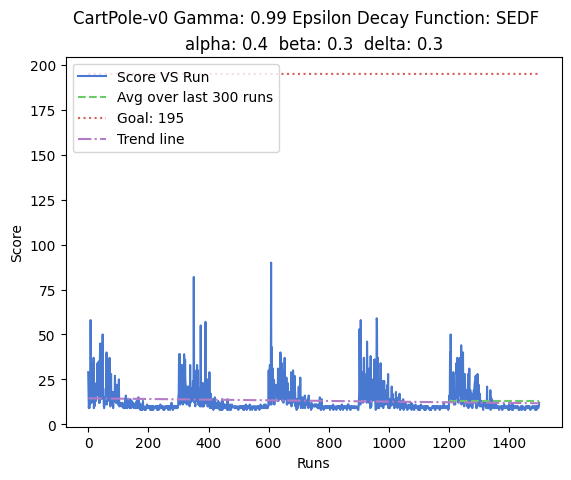 CartPole-v0 Gamma: 0.99 Epsilon Decay Function: SEDF
alpha: 0.4 beta: 0.3 delta: 0.3
200
175
150
125
100
75
50
25
0
Score
Score VS Run
Avg over last 300 runs
Goal: 195
Trend line
0 200 400 600 800 1000 1200 1400
Runs